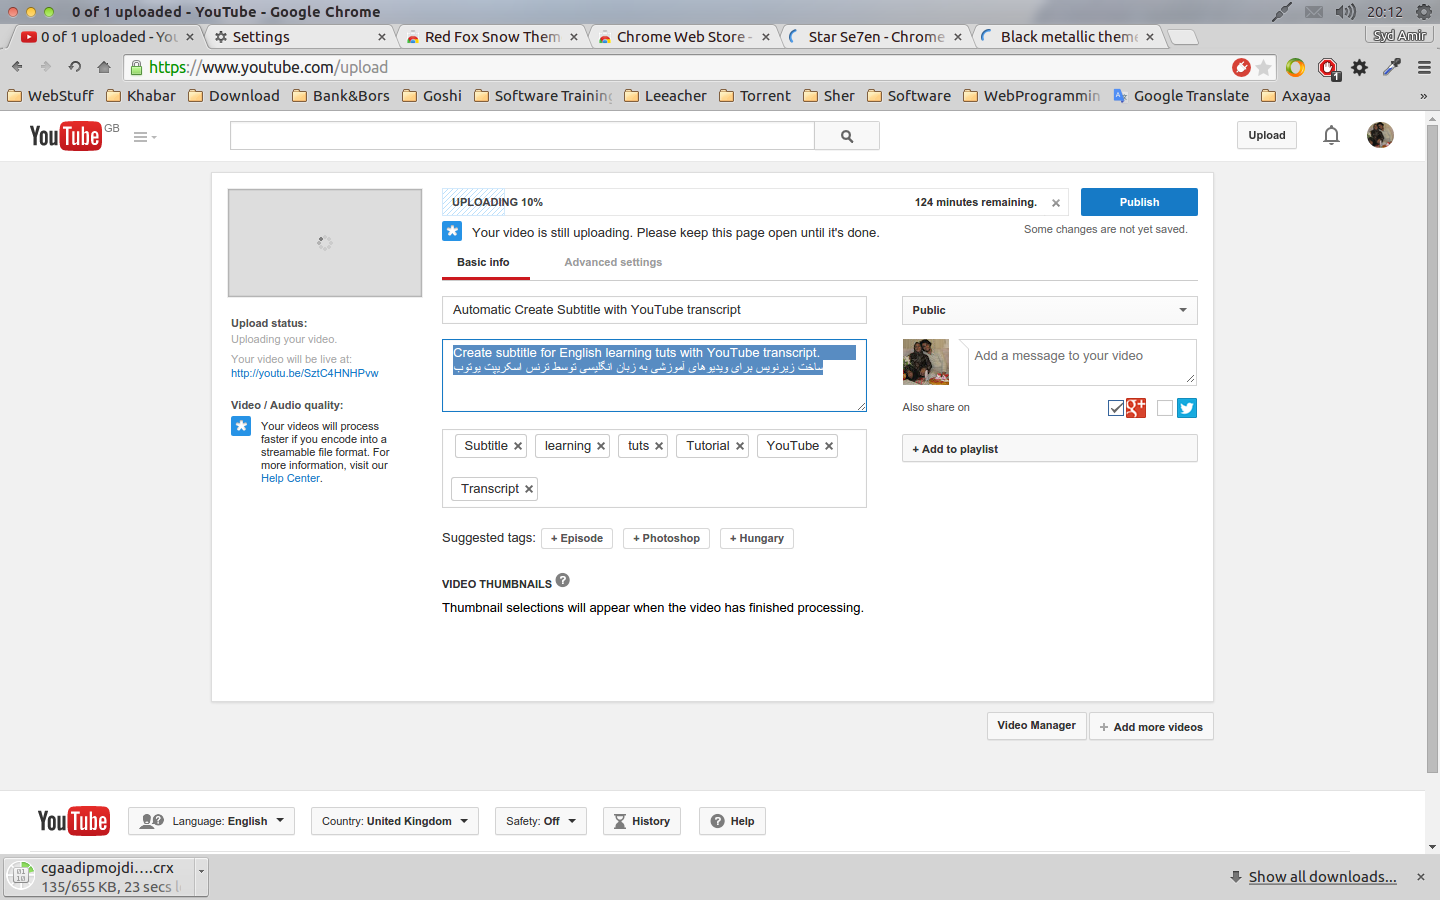 0 of 1 uploaded - YouTube - Google Chrome
20:12
0 of 1 uploaded - You
Settings
Red Fox Snow Them
Chrome Web Store -
Star Se7en - Chrome
Black metallic theme
Syd Amir
https://www.youtube.com/upload
1
WebStuff
Khabar
Download
Bank&Bors
Goshi
Software Training
Leeacher
Torrent
Sher
Software
WebProgrammin
Google Translate
Axayaa
»
YouTube GB
Upload
UPLOADING 10%
124 minutes remaining.
Publish
Your video is still uploading. Please keep this page open until it's done.
Some changes are not yet saved.
Basic info
Advanced settings
Automatic Create Subtitle with YouTube transcript
Public
Upload status:
Uploading your video.
Your video will be live at:
http://youtu.be/SztC4HNHPvw
Create subtitle for English learning tuts with YouTube transcript.
ساخت زیرنویس برای ویدیوهای آموزشی به زبان انگلیسی توسط ترنس اسکریپت یوتوب
Add a message to your video
Also share on
Video / Audio quality:
Your videos will process
faster if you encode into a
streamable file format. For
more information, visit our
Help Center.
Subtitle
learning
tuts
Tutorial
YouTube
Transcript
+ Add to playlist
Suggested tags:
+ Episode
+ Photoshop
+ Hungary
VIDEO THUMBNAILS ?
Thumbnail selections will appear when the video has finished processing.
Video Manager
+ Add more videos
YouTube
Language: English
Country: United Kingdom
Safety: Off
History
Help
cgaadipmojdi....crx
135/655 KB, 23 secs
Show all downloads...